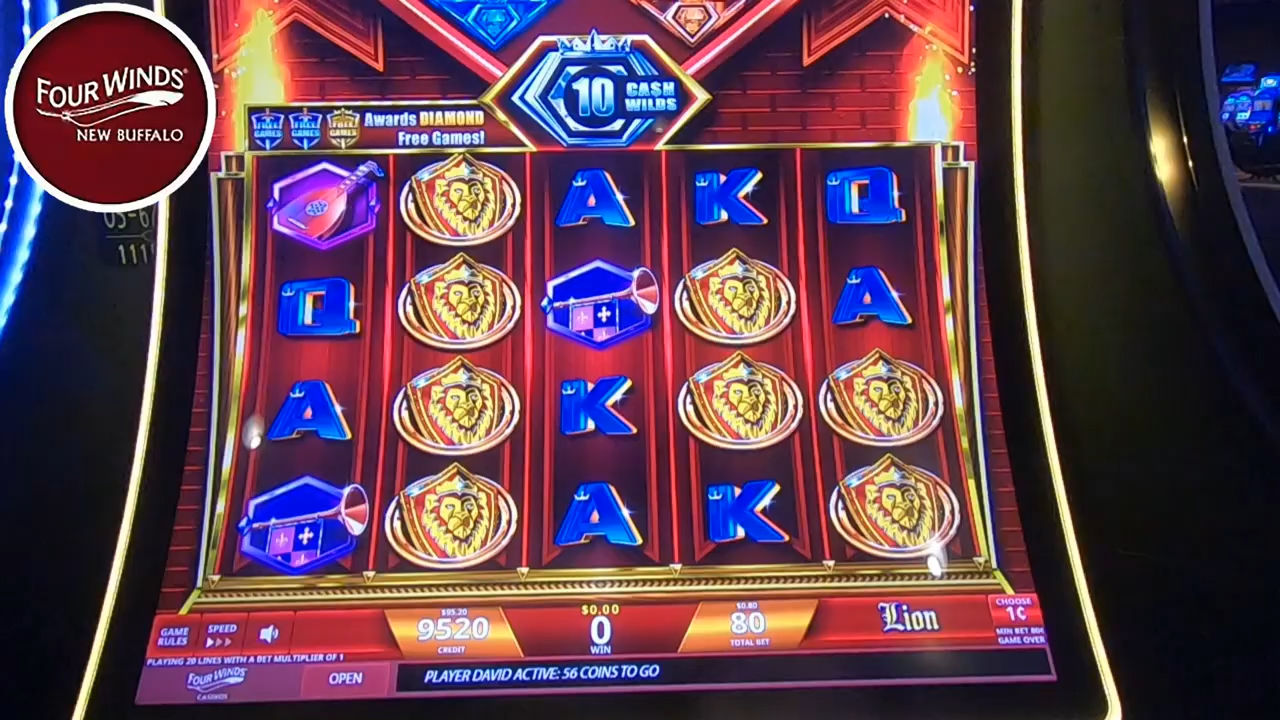 FOUR WINDS®
NEW BUFFALO
10 CA$H
WILDS
FREE GAMES FREE GAMES FREE GAMES Awards DIAMOND
Free Games!
A K Q
Q A
A K
A K
GAME
RULES
SPEED
$95.20
9520
CREDIT
$0.00
0
WIN
$0.80
80
TOTAL BET
Lion
CHOOSE
1¢
MIN BET 80¢
GAME OVER
PLAYING 20 LINES WITH A BET MULTIPLIER OF 1
FOUR WINDS
CASINOS
OPEN
PLAYER DAVID ACTIVE: 56 COINS TO GO
111